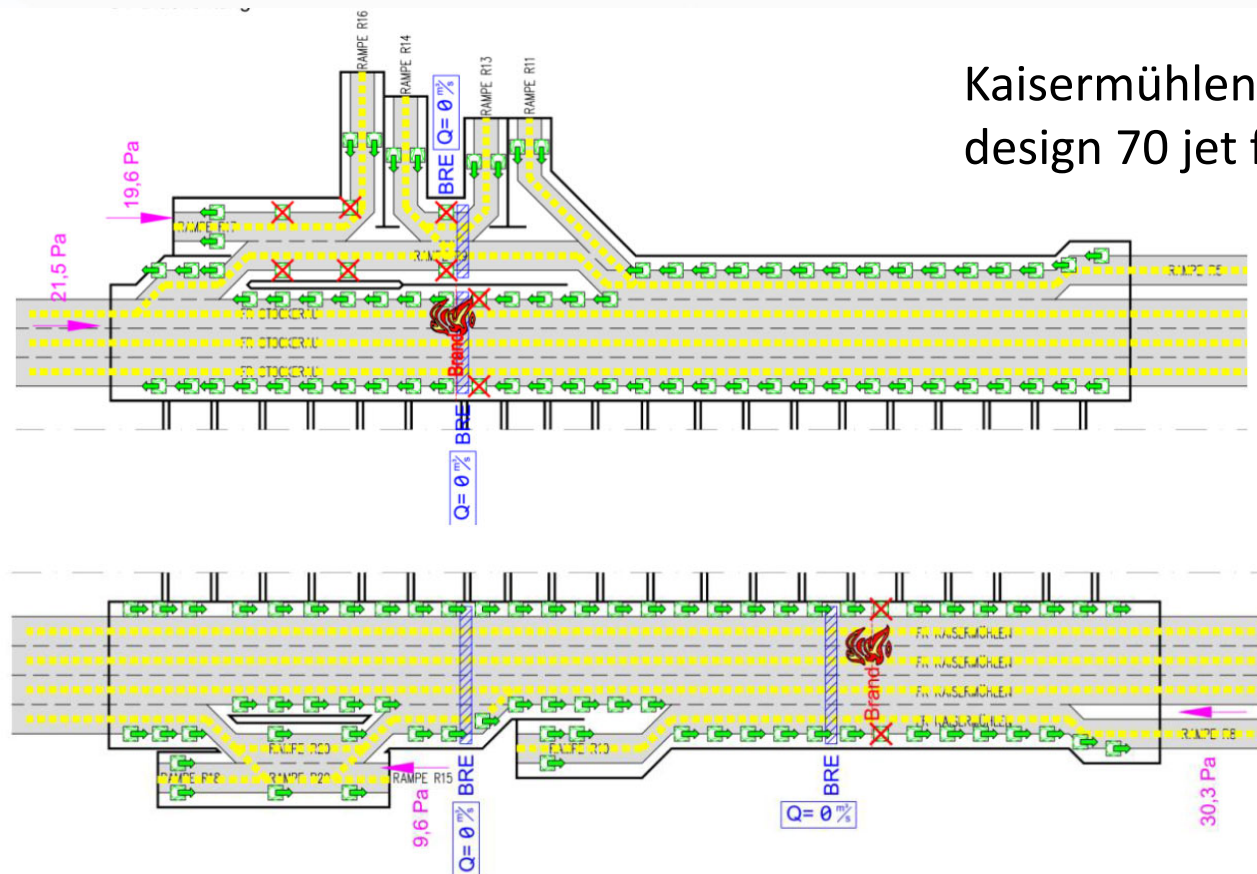 Kaisermühlen
design 70 jet f
RAMPE R16
RAMPE R14
BRE Q= 0 m³/s
RAMPE R13
RAMPE R11
19,6 Pa
21,5 Pa
RAMPE R5
Brand
BRE
Q= 0 m³/s
FR KAISERMÜHLEN
FR KAISERMÜHLEN
FR KAISERMÜHLEN
FR KAISERMÜHLEN
Brand
RAMPE R8
RAMPE R18
RAMPE R20
RAMPE R15
9,6 Pa
BRE
Q= 0 m³/s
BRE
Q= 0 m³/s
30,3 Pa